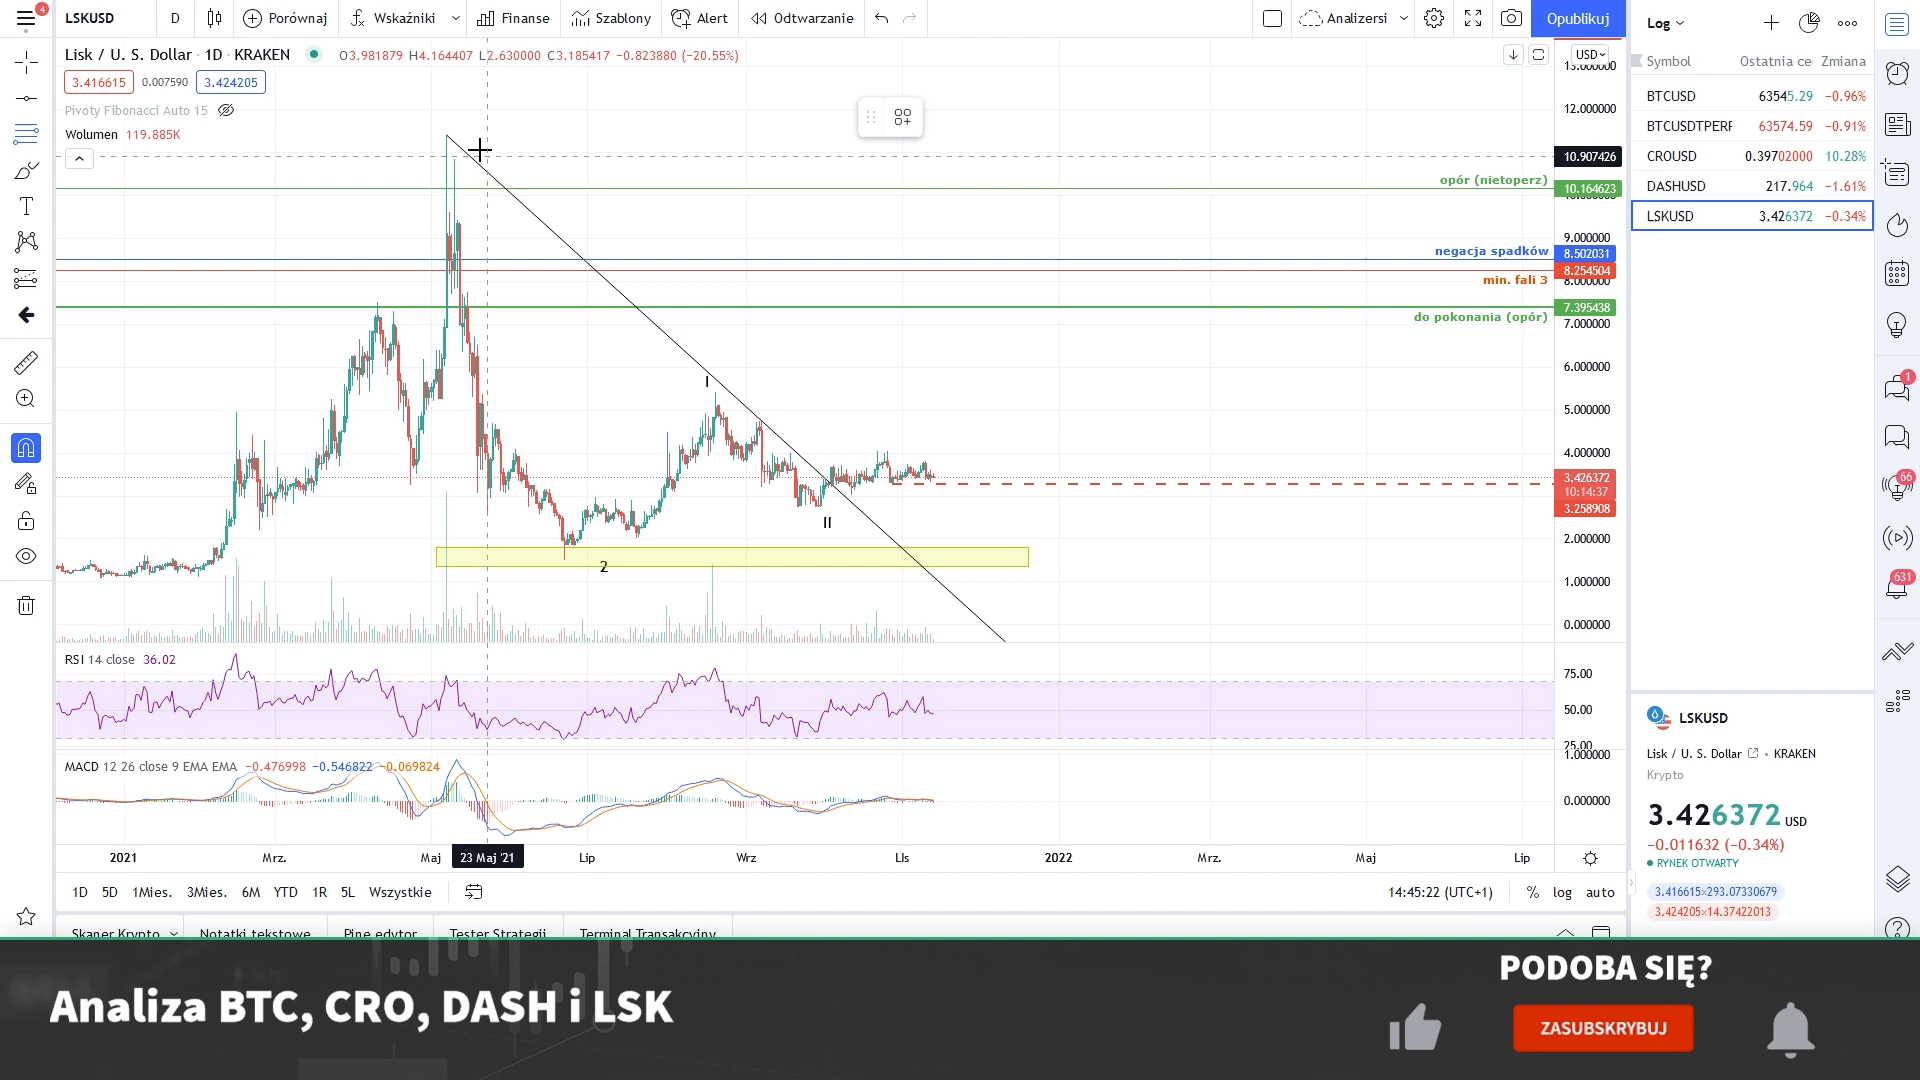 4
LSKUSD
D
Porównaj
Wskaźniki
Finanse
Szablony
Alert
Odtwarzanie
Analizersi
Opublikuj
Log
Lisk / U. S. Dollar · 1D · KRAKEN
O3.981879 H4.164407 L2.630000 C3.185417 −0.823880 (−20.55%)
USD
3.416615
0.007590
3.424205
Pivoty Fibonacci Auto 15
Wolumen 119.885K
Symbol
Ostatnia ce
Zmiana
BTCUSD 63545.29 −0.96%
BTCUSDTPERP 63574.59 −0.91%
CROUSD 0.39702000 10.28%
DASHUSD 217.964 −1.61%
LSKUSD 3.426372 −0.34%
13.000000
12.000000
10.907426
opór (nietoperz)
10.164623
10.000000
9.000000
negacja spadków
8.502031
8.254504
min. fali 3
8.000000
7.395438
do pokonania (opór)
7.000000
6.000000
I
5.000000
4.000000
3.426372
10:14:37
3.258908
II
2.000000
2
1.000000
0.000000
RSI 14 close 36.02
75.00
50.00
25.00
MACD 12 26 close 9 EMA EMA −0.476998 −0.546822 −0.069824
1.000000
0.000000
2021
Mrz.
Maj
23 Maj '21
Lip
Wrz
LIs
2022
Mrz.
Maj
Lip
1D 5D 1Mies. 3Mies. 6M YTD 1R 5L Wszystkie
14:45:22 (UTC+1)
% log auto
Skaner Krypto
Notatki tekstowe
Pine edytor
Tester Strategii
Terminal Transakcyjny
1
66
631
LSKUSD
Lisk / U. S. Dollar • KRAKEN
Krypto
3.426372 USD
−0.011632 (−0.34%)
RYNEK OTWARTY
3.416615×293.07330679
3.424205×14.37422013
Analiza BTC, CRO, DASH i LSK
PODOBA SIĘ?
ZASUBSKRYBUJ